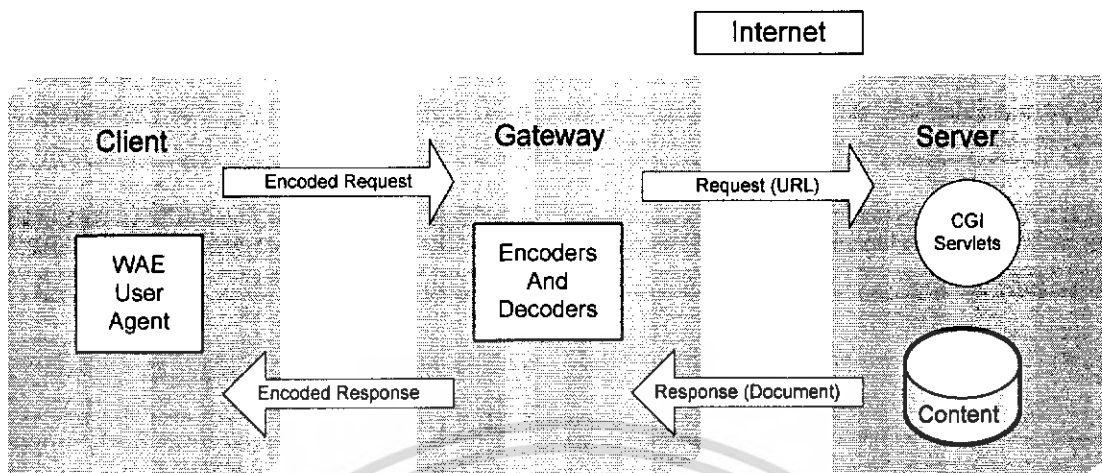 Internet
Client
Gateway
Server
Encoded Request
Request (URL)
CGI
Servlets
WAE
User
Agent
Encoders
And
Decoders
Encoded Response
Response (Document)
Content